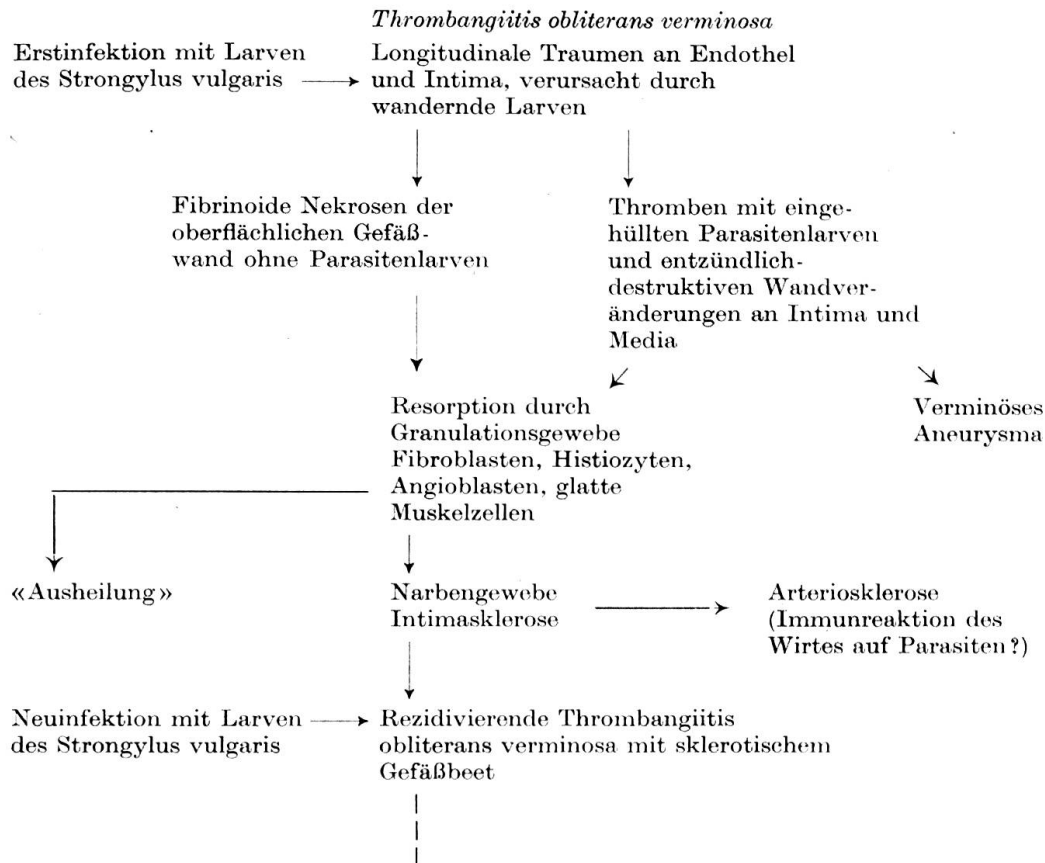 Thrombangiitis obliterans verminosa
Erstinfektion mit Larven
des Strongylus vulgaris
Longitudinale Traumen an Endothel
und Intima, verursacht durch
wandernde Larven
Fibrinoide Nekrosen der
oberflächlichen Gefäß-
wand ohne Parasitenlarven
Thromben mit einge-
hüllten Parasitenlarven
und entzündlich-
destruktiven Wandver-
änderungen an Intima und
Media
Resorption durch
Granulationsgewebe
Fibroblasten, Histiozyten,
Angioblasten, glatte
Muskelzellen
Verminöses
Aneurysma
«Ausheilung»
Narbengewebe
Intimasklerose
Arteriosklerose
(Immunreaktion des
Wirtes auf Parasiten?)
Neuinfektion mit Larven
des Strongylus vulgaris
Rezidivierende Thrombangiitis
obliterans verminosa mit sklerotischem
Gefäßbeet